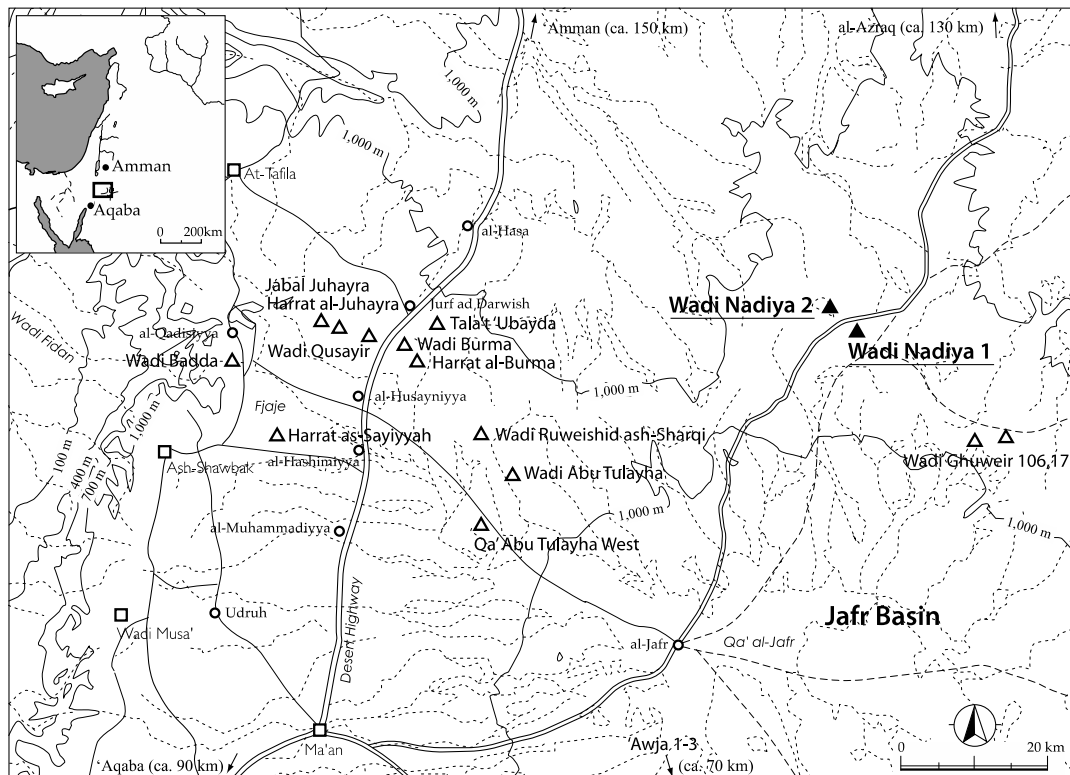 Amman (ca. 150 km)
al-Azraq (ca. 130 km)
Amman
Aqaba
0 200km
1,000 m
1,000 m
At-Tafila
al-Hasa
Jabal Juhayra
Harrat al-Juhayra
Jurf ad Darwish
Wadi Nadiya 2
Tala't 'Ubayda
Wadi Fidan
al-Qadisiyya
Wadi Qusayir
Wadi Burma
Wadi Nadiya 1
Wadi Badda
Harrat al-Burma
1,000 m
al-Husayniyya
Fjaje
1,000 m
100 m
400 m
700 m
Harrat as-Sayiyyah
Wadi Ruweishid ash-Sharqi
al-Hashimiyya
Ash-Shawbak
Wadi Ghuweir 106,17
Wadi Abu Tulayha
1,000 m
1,000 m
al-Muhammadiyya
Qa' Abu Tulayha West
Udruh
Wadi Musa'
Jafr Basin
Desert Hightway
al-Jafr
Qa' al-Jafr
Ma'an
'Aqaba (ca. 90 km)
Awja 1-3
(ca. 70 km)
0 20 km